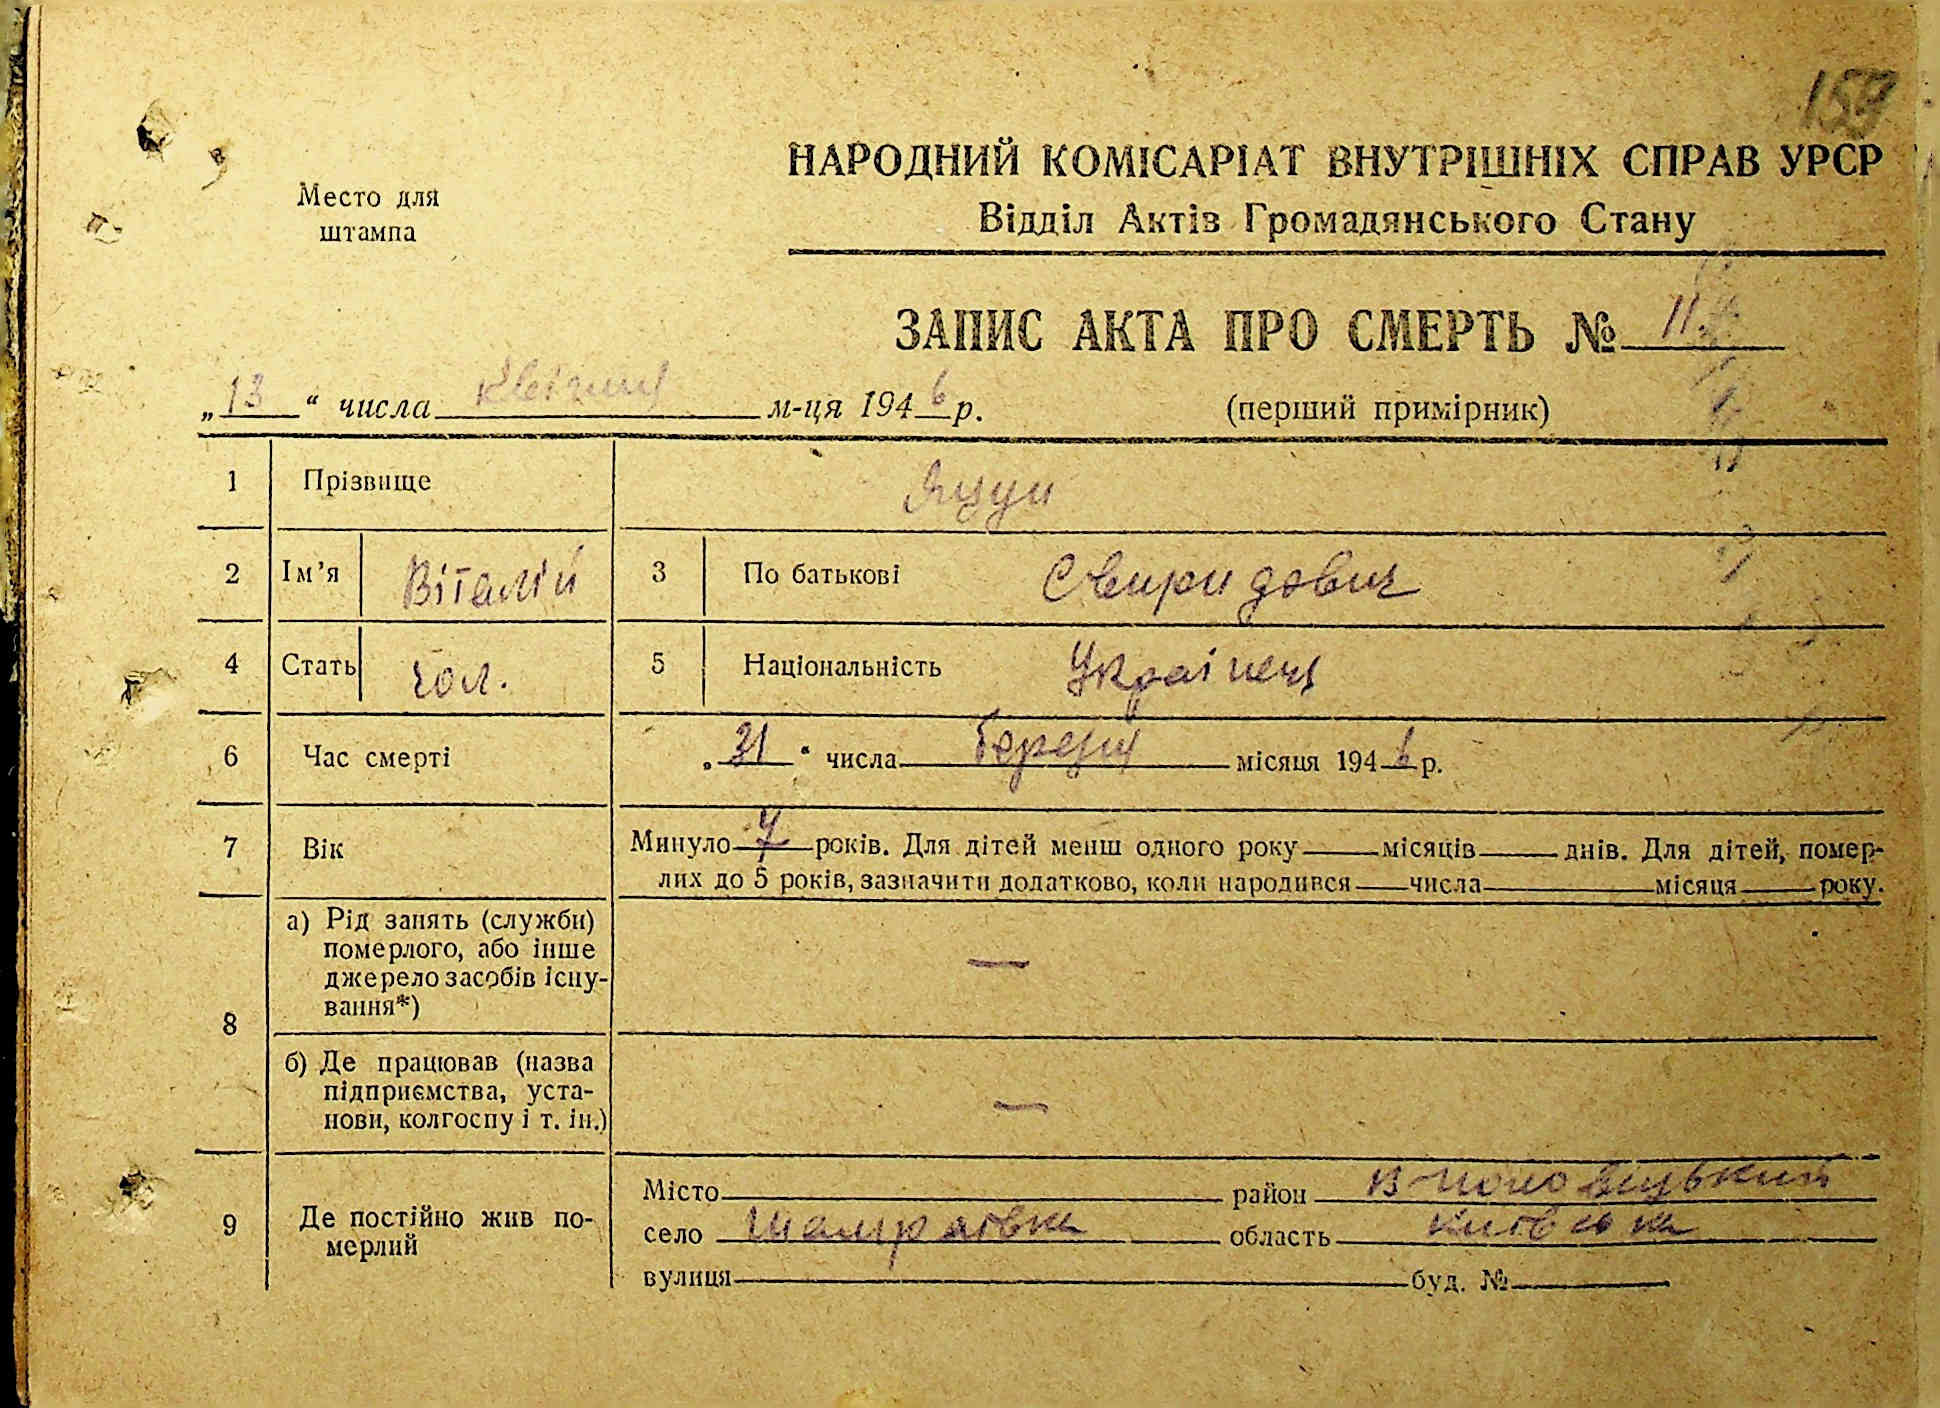 159
Место для
штампа
НАРОДНИЙ КОМІСАРІАТ ВНУТРІШНІХ СПРАВ УРСР
Відділ Актів Громадянського Стану
ЗАПИС АКТА ПРО СМЕРТЬ № 11
„13“ числа квітня м-ця 1946 р. (перший примірник)
1 Прізвище Яцун
2 Ім’я Віталій 3 По батькові Свиридович
4 Стать чол. 5 Національність Українець
6 Час смерті „31“ числа березня місяця 1946 р.
7 Вік Минуло 7 років. Для дітей менш одного року місяців днів. Для дітей, помер-
лих до 5 років, зазначити додатково, коли народився числа місяця року.
8 а) Рід занять (служби)
померлого, або інше
джерело засобів існу-
вання*) —
б) Де працював (назва
підприємства, уста-
нови, колгоспу і т. ін.) —
9 Де постійно жив по-
мерлий
Місто район В-Половецький
село Шамраївка область київська
вулиця буд. №